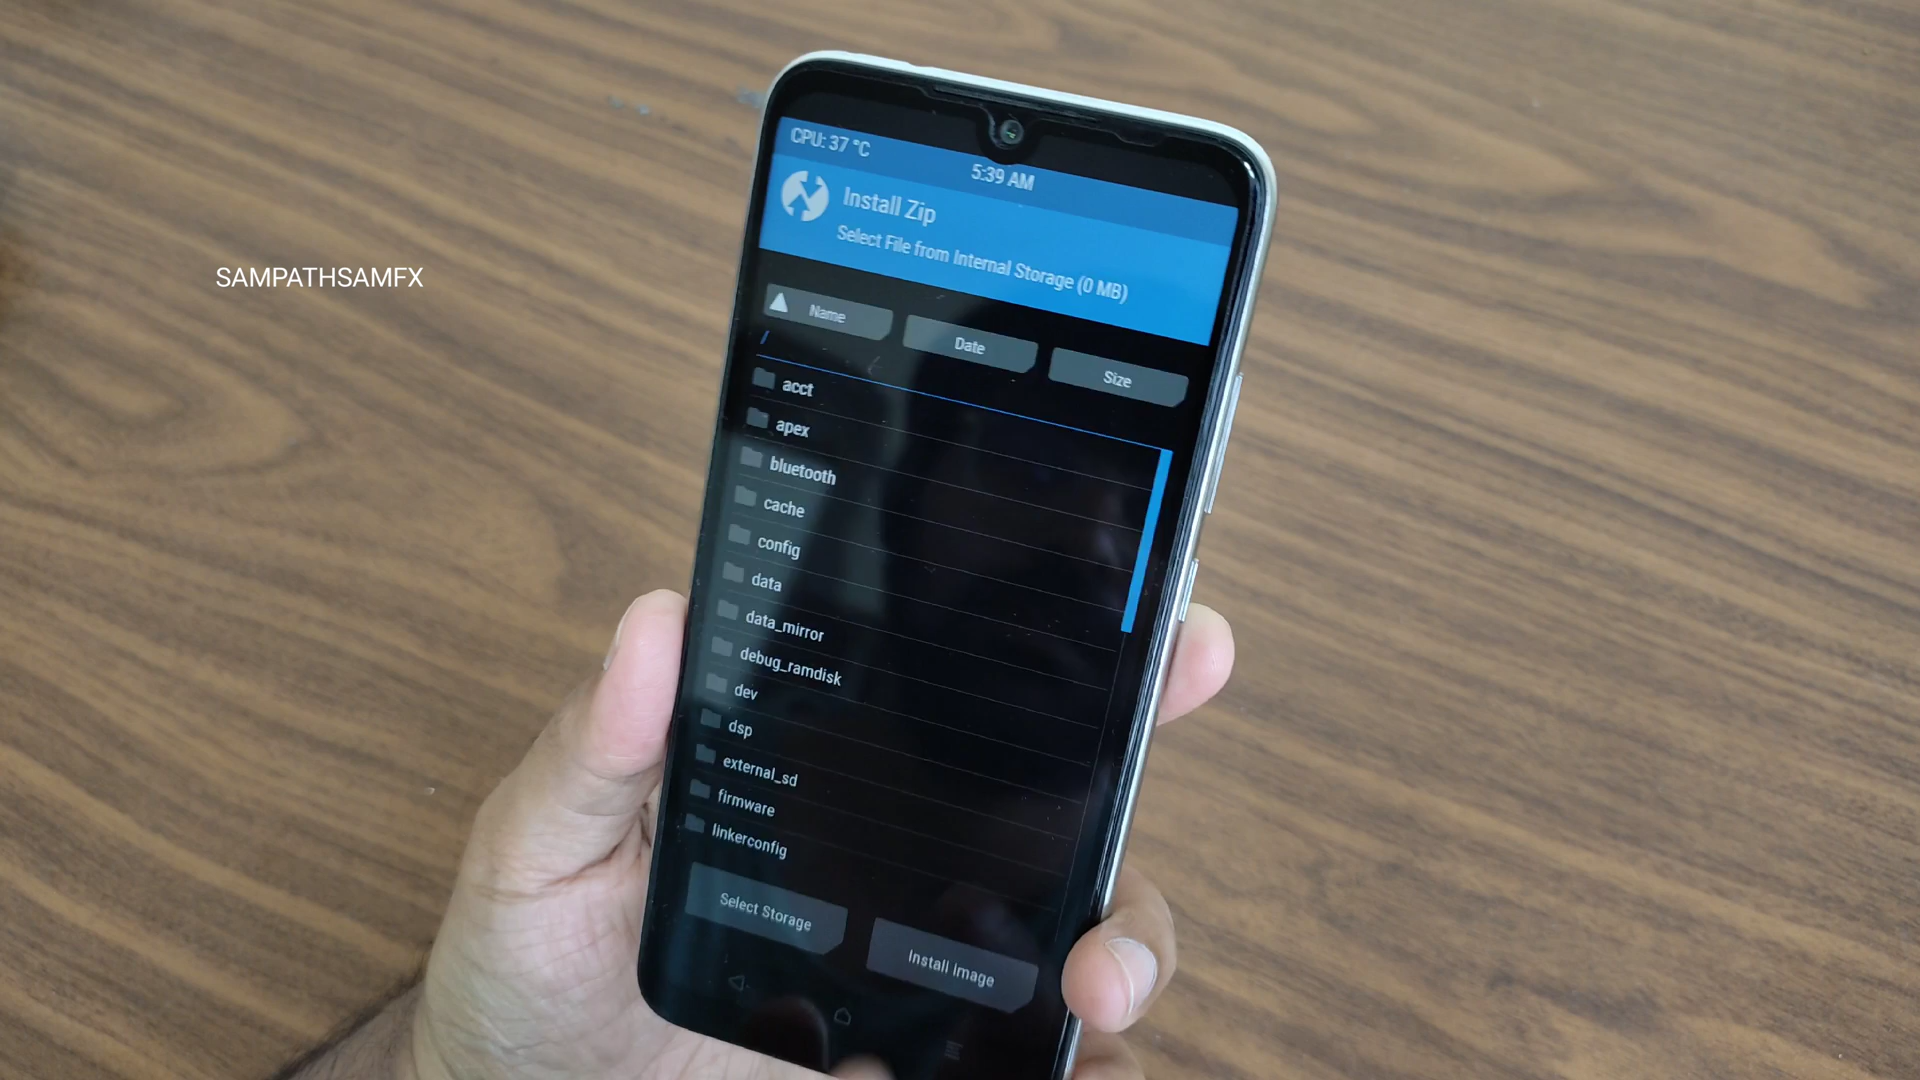 SAMPATHSAMFX
CPU: 37 °C
5:39 AM
Install Zip
Select File from Internal Storage (0 MB)
Name
Date
Size
/
acct
apex
bluetooth
cache
config
data
data_mirror
debug_ramdisk
dev
dsp
external_sd
firmware
linkerconfig
Select Storage
Install Image